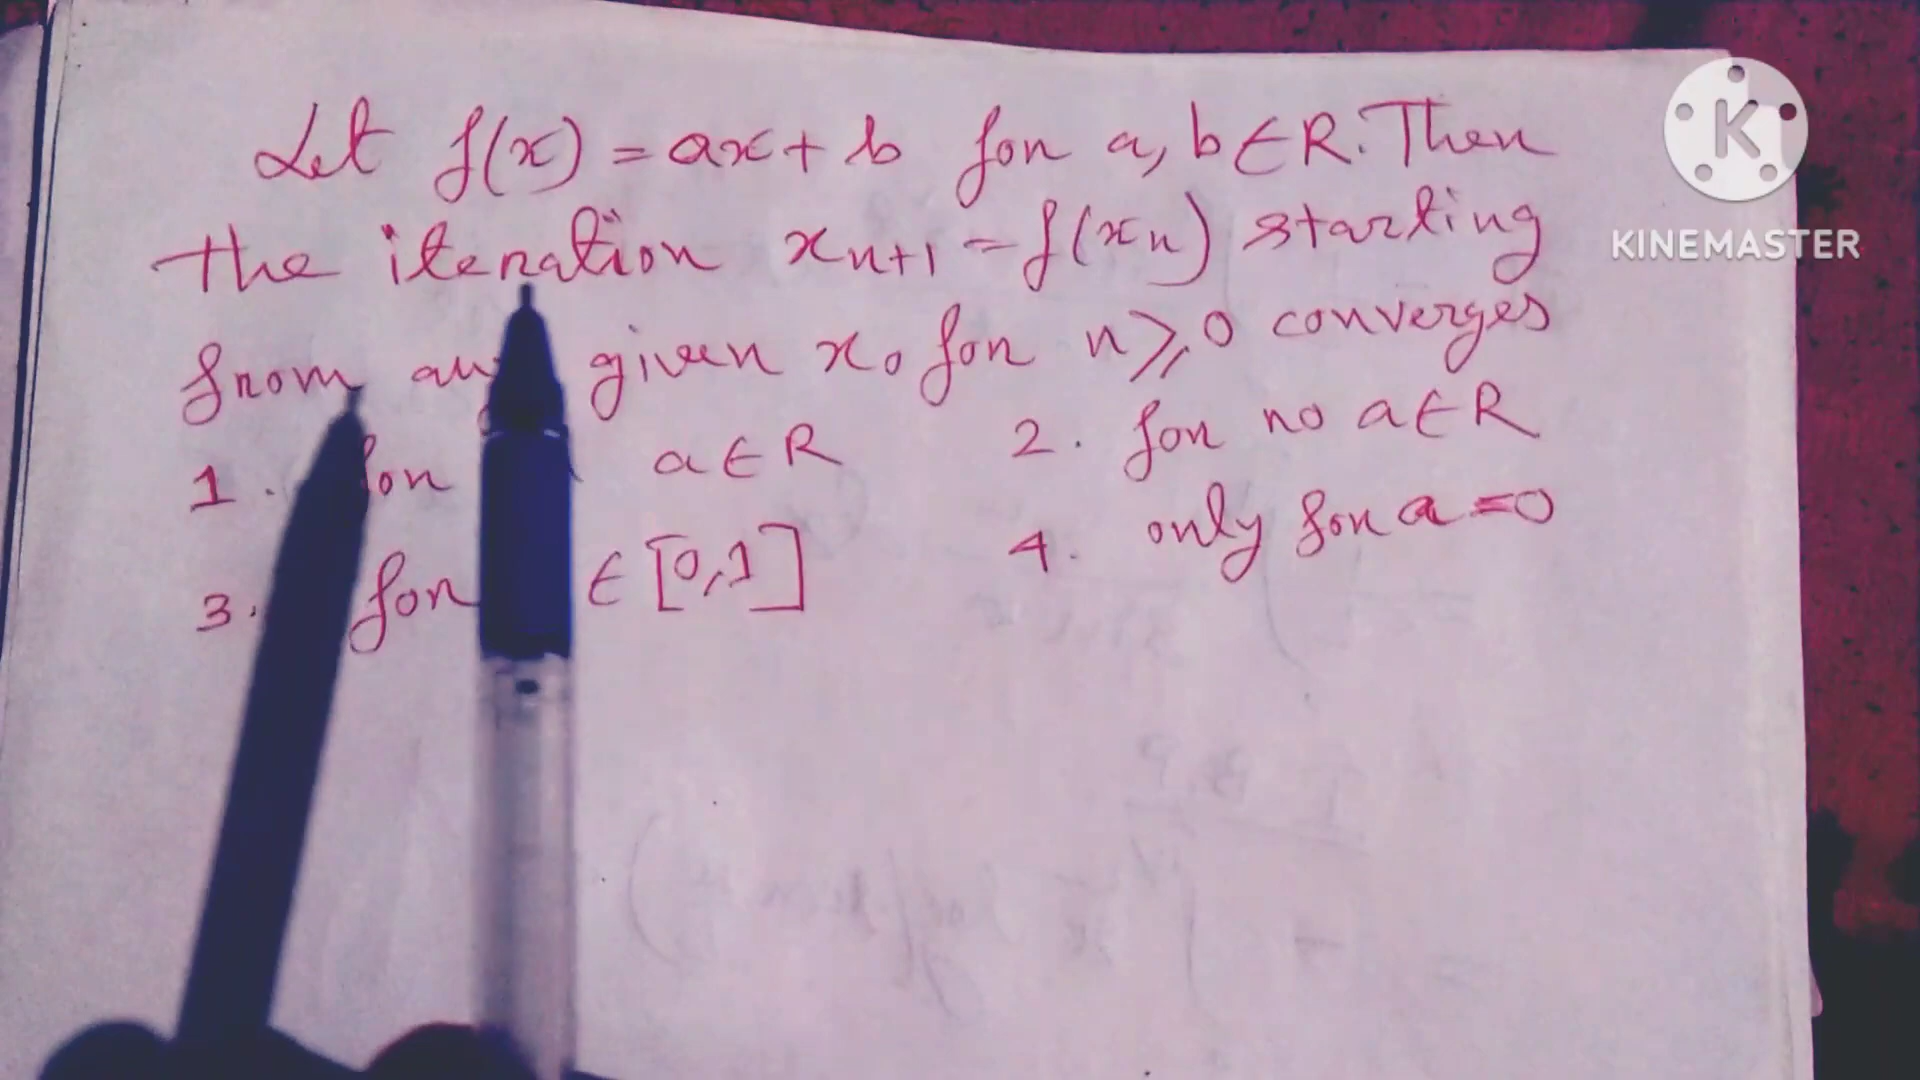 Let f(x) = ax + b for a, b ∈ R. Then
the iteration xn+1 = f(xn) starting
from given x0 for n ≥ 0 converges
1. for a ∈ R 2. for no a ∈ R
3. for ∈ [0,1] 4. only for a = 0
KINEMASTER